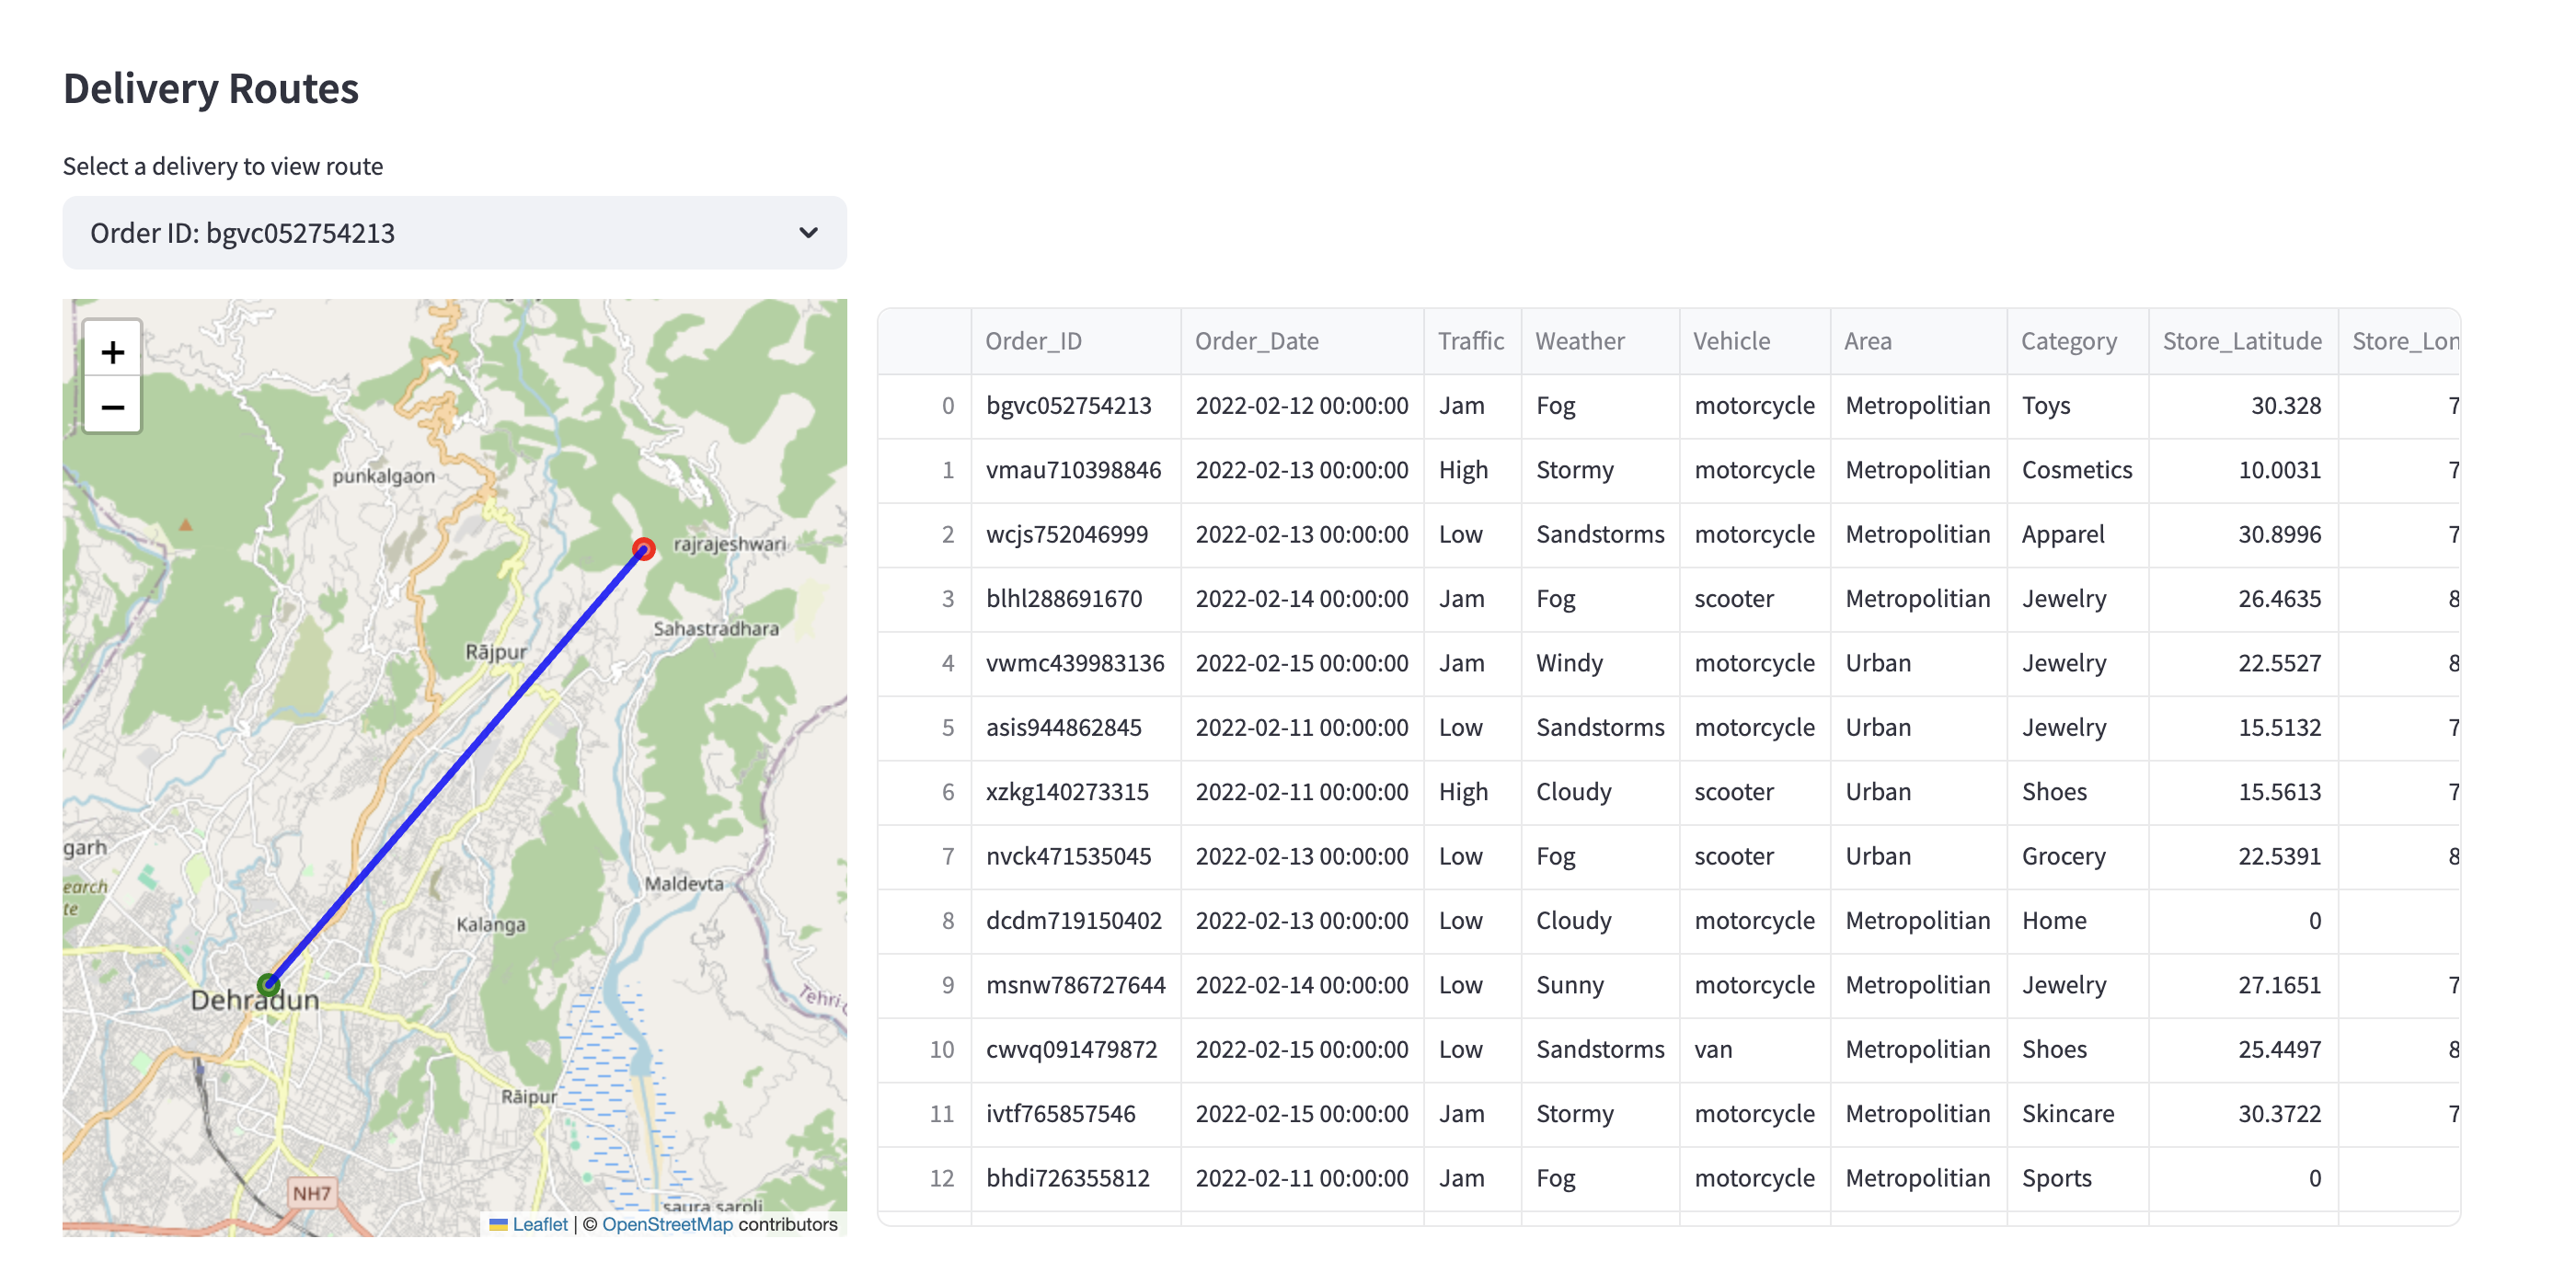 Delivery Routes
Select a delivery to view route
Order ID: bgvc052754213
+
−
punkalgaon
rajrajeshwari
Sahastradhara
Rājpur
garh
earch
te
Maldevta
Kalanga
Dehradun
Tehri
Rāipur
NH7
saura saroli
Leaflet | © OpenStreetMap contributors
Order_ID Order_Date Traffic Weather Vehicle Area Category Store_Latitude Store_Lon
0 bgvc052754213 2022-02-12 00:00:00 Jam Fog motorcycle Metropolitian Toys 30.328 7
1 vmau710398846 2022-02-13 00:00:00 High Stormy motorcycle Metropolitian Cosmetics 10.0031 7
2 wcjs752046999 2022-02-13 00:00:00 Low Sandstorms motorcycle Metropolitian Apparel 30.8996 7
3 blhl288691670 2022-02-14 00:00:00 Jam Fog scooter Metropolitian Jewelry 26.4635 8
4 vwmc439983136 2022-02-15 00:00:00 Jam Windy motorcycle Urban Jewelry 22.5527 8
5 asis944862845 2022-02-11 00:00:00 Low Sandstorms motorcycle Urban Jewelry 15.5132 7
6 xzkg140273315 2022-02-11 00:00:00 High Cloudy scooter Urban Shoes 15.5613 7
7 nvck471535045 2022-02-13 00:00:00 Low Fog scooter Urban Grocery 22.5391 8
8 dcdm719150402 2022-02-13 00:00:00 Low Cloudy motorcycle Metropolitian Home 0
9 msnw786727644 2022-02-14 00:00:00 Low Sunny motorcycle Metropolitian Jewelry 27.1651 7
10 cwvq091479872 2022-02-15 00:00:00 Low Sandstorms van Metropolitian Shoes 25.4497 8
11 ivtf765857546 2022-02-15 00:00:00 Jam Stormy motorcycle Metropolitian Skincare 30.3722 7
12 bhdi726355812 2022-02-11 00:00:00 Jam Fog motorcycle Metropolitian Sports 0